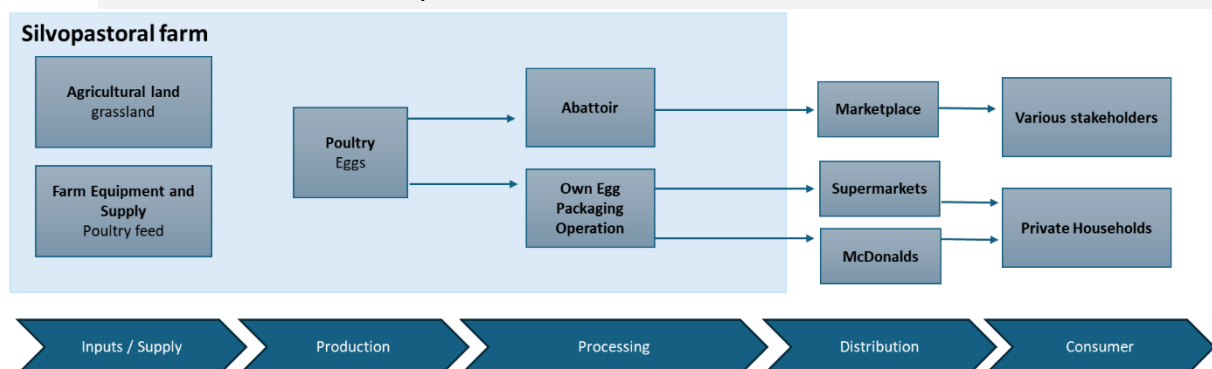 Silvopastoral farm
Agricultural land
grassland
Farm Equipment and
Supply
Poultry feed
Poultry
Eggs
Abattoir
Own Egg
Packaging
Operation
Marketplace
Supermarkets
McDonalds
Various stakeholders
Private Households
Inputs / Supply
Production
Processing
Distribution
Consumer